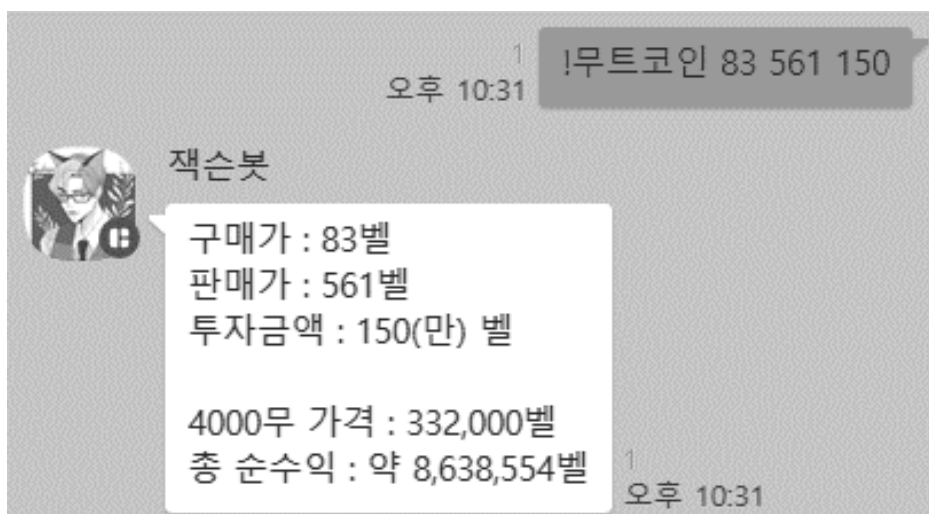 !무트코인 83 561 150
1
오후 10:31
잭슨봇
구매가 : 83벨
판매가 : 561벨
투자금액 : 150(만) 벨
4000무 가격 : 332,000벨
총 순수익 : 약 8,638,554벨
1
오후 10:31